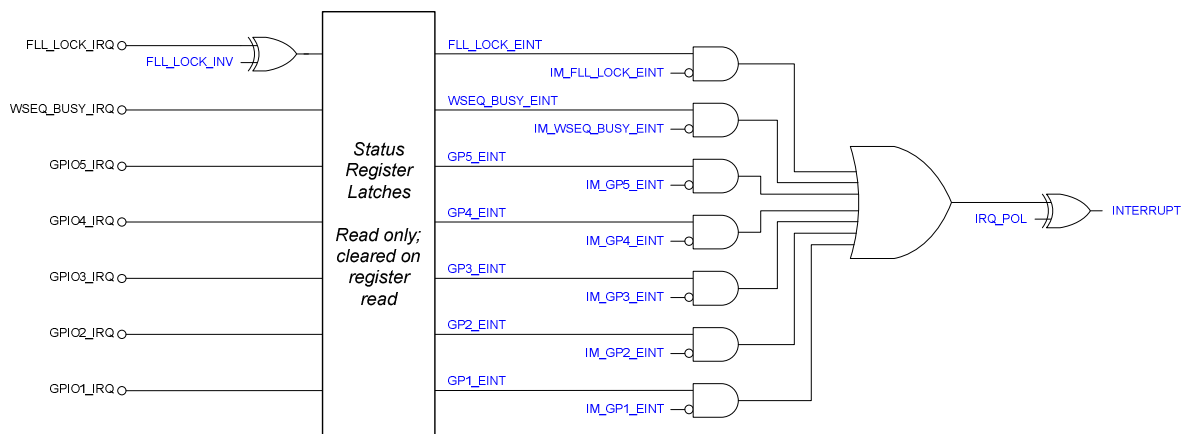 FLL_LOCK_IRQ
FLL_LOCK_INV
WSEQ_BUSY_IRQ
GPIO5_IRQ
GPIO4_IRQ
GPIO3_IRQ
GPIO2_IRQ
GPIO1_IRQ
Status
Register
Latches
Read only;
cleared on
register
read
FLL_LOCK_EINT
IM_FLL_LOCK_EINT
WSEQ_BUSY_EINT
IM_WSEQ_BUSY_EINT
GP5_EINT
IM_GP5_EINT
GP4_EINT
IM_GP4_EINT
GP3_EINT
IM_GP3_EINT
GP2_EINT
IM_GP2_EINT
GP1_EINT
IM_GP1_EINT
IRQ_POL
INTERRUPT